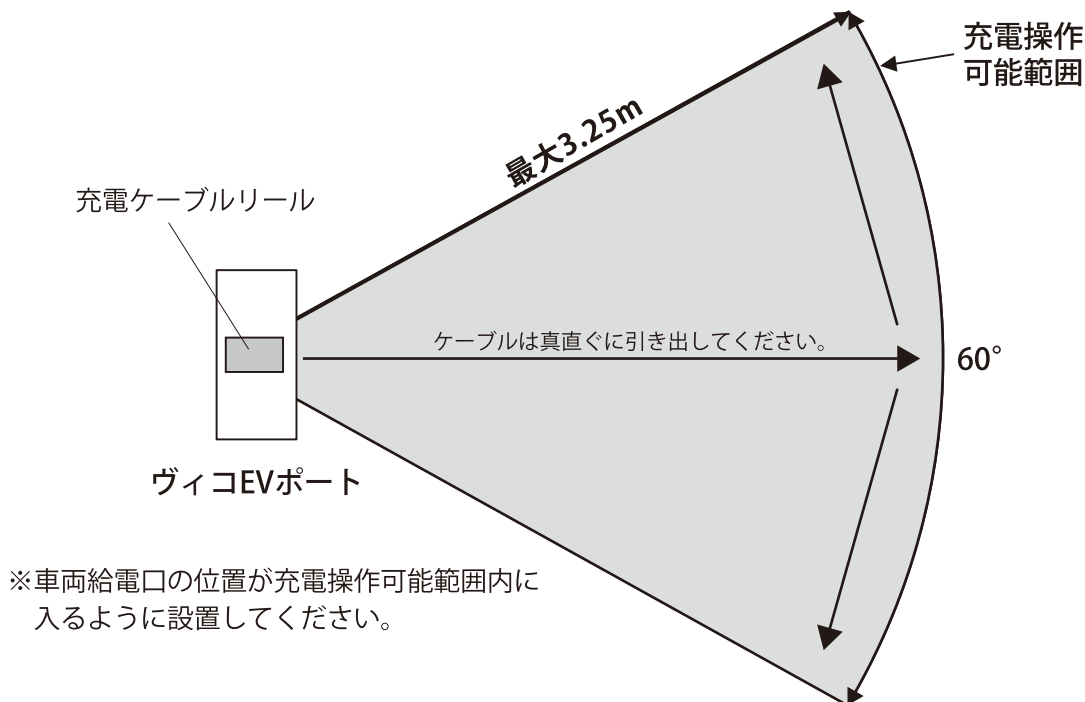 充電操作
可能範囲
最大3.25m
充電ケーブルリール
ケーブルは真直ぐに引き出してください。
60°
ヴィコEVポート
※車両給電口の位置が充電操作可能範囲内に
入るように設置してください。